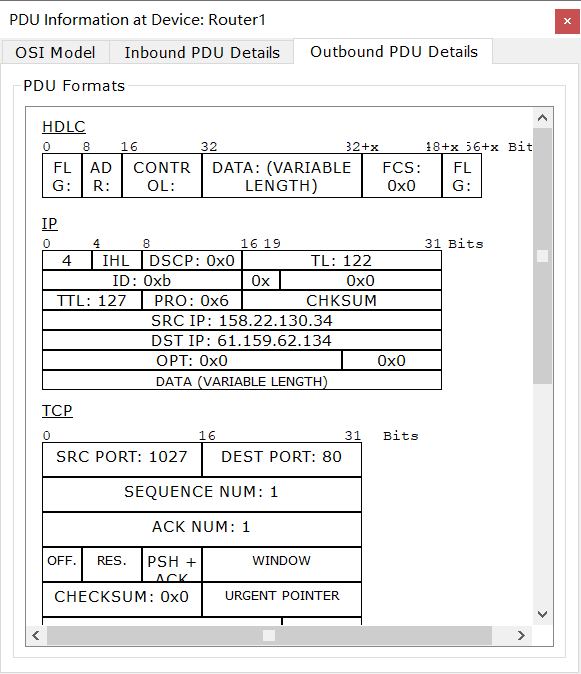 PDU Information at Device: Router1
OSI Model Inbound PDU Details Outbound PDU Details
PDU Formats
HDLC
0 8 16 32 32+x 48+x 56+x Bit
FL AD CONTR DATA: (VARIABLE FCS: FL
G: R: OL: LENGTH) 0x0 G:
IP
0 4 8 16 19 31 Bits
4 IHL DSCP: 0x0 TL: 122
ID: 0xb 0x 0x0
TTL: 127 PRO: 0x6 CHKSUM
SRC IP: 158.22.130.34
DST IP: 61.159.62.134
OPT: 0x0 0x0
DATA (VARIABLE LENGTH)
TCP
0 16 31 Bits
SRC PORT: 1027 DEST PORT: 80
SEQUENCE NUM: 1
ACK NUM: 1
OFF. RES. PSH + WINDOW
ACK
CHECKSUM: 0x0 URGENT POINTER